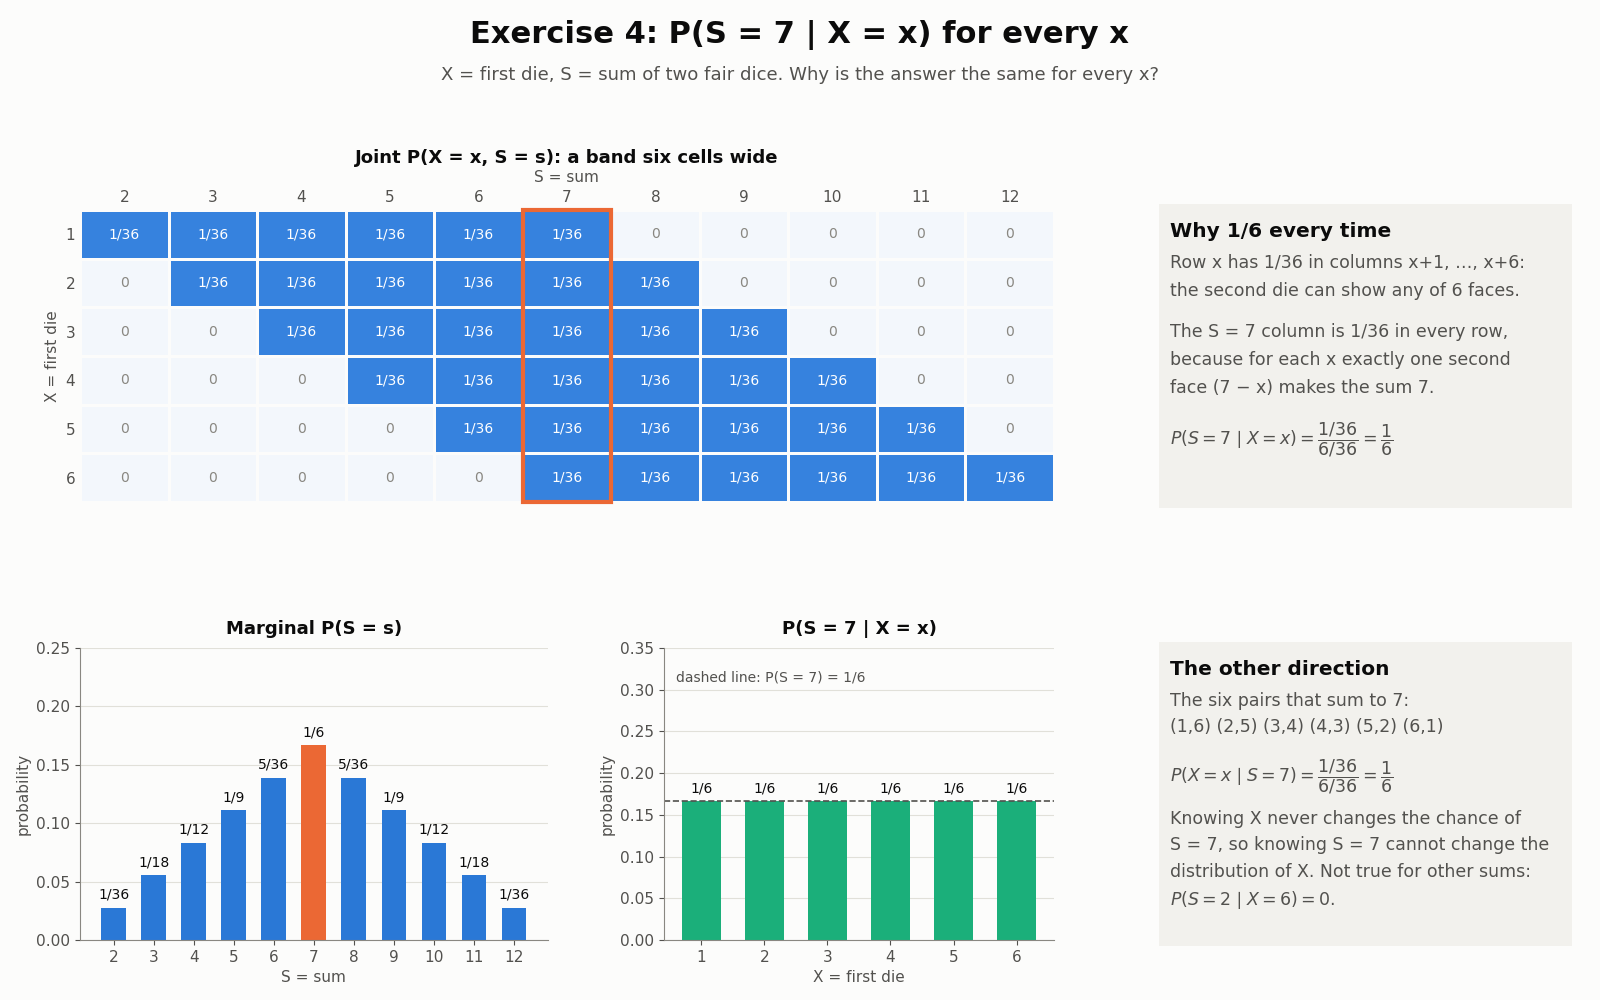 Exercise 4: P(S = 7 | X = x) for every x
X = first die, S = sum of two fair dice. Why is the answer the same for every x?
Joint P(X = x, S = s): a band six cells wide
S = sum
2 3 4 5 6 7 8 9 10 11 12
X = first die
1 1/36 1/36 1/36 1/36 1/36 1/36 0 0 0 0 0
2 0 1/36 1/36 1/36 1/36 1/36 1/36 0 0 0 0
3 0 0 1/36 1/36 1/36 1/36 1/36 1/36 0 0 0
4 0 0 0 1/36 1/36 1/36 1/36 1/36 1/36 0 0
5 0 0 0 0 1/36 1/36 1/36 1/36 1/36 1/36 0
6 0 0 0 0 0 1/36 1/36 1/36 1/36 1/36 1/36
Why 1/6 every time
Row x has 1/36 in columns x+1, ..., x+6:
the second die can show any of 6 faces.
The S = 7 column is 1/36 in every row,
because for each x exactly one second
face (7 − x) makes the sum 7.
P(S = 7 | X = x) = (1/36)/(6/36) = 1/6
Marginal P(S = s)
probability
0.25
0.20
0.15
0.10
0.05
0.00
1/36 1/18 1/12 1/9 5/36 1/6 5/36 1/9 1/12 1/18 1/36
2 3 4 5 6 7 8 9 10 11 12
S = sum
P(S = 7 | X = x)
dashed line: P(S = 7) = 1/6
probability
0.35
0.30
0.25
0.20
0.15
0.10
0.05
0.00
1/6 1/6 1/6 1/6 1/6 1/6
1 2 3 4 5 6
X = first die
The other direction
The six pairs that sum to 7:
(1,6) (2,5) (3,4) (4,3) (5,2) (6,1)
P(X = x | S = 7) = (1/36)/(6/36) = 1/6
Knowing X never changes the chance of
S = 7, so knowing S = 7 cannot change the
distribution of X. Not true for other sums:
P(S = 2 | X = 6) = 0.